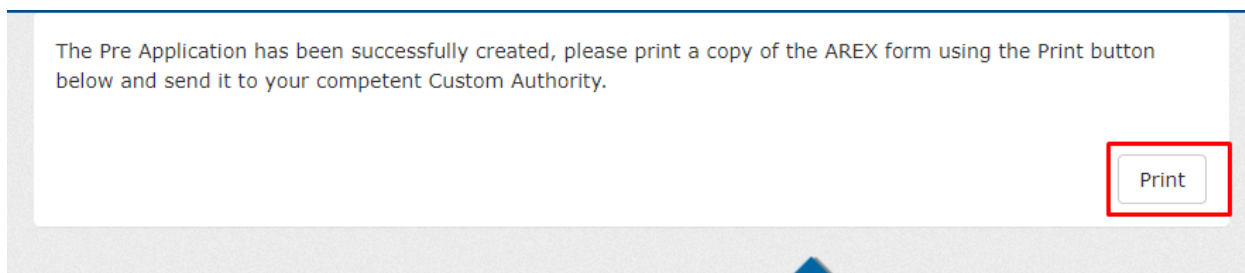 The Pre Application has been successfully created, please print a copy of the AREX form using the Print button
below and send it to your competent Custom Authority.
Print